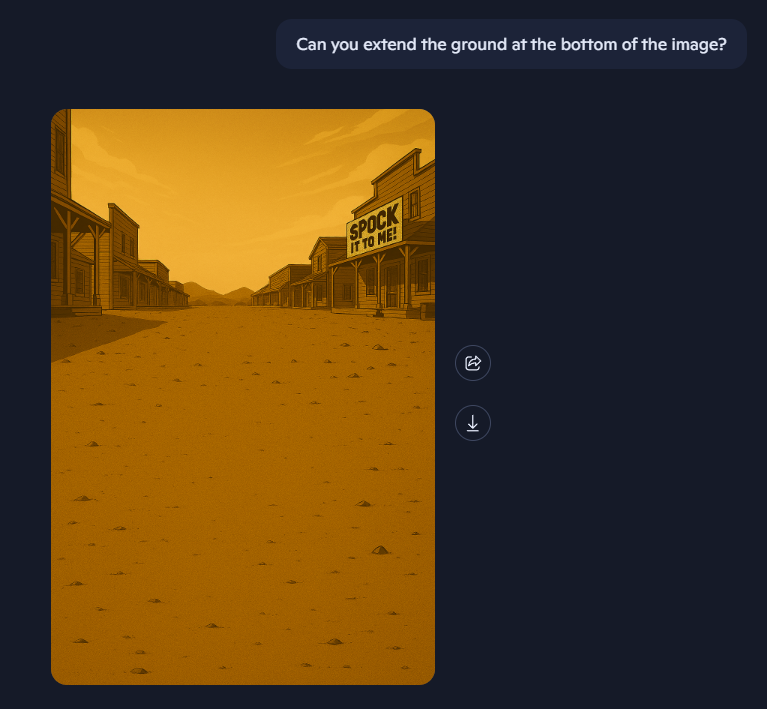 Can you extend the ground at the bottom of the image?
SPOCK
IT TO ME!